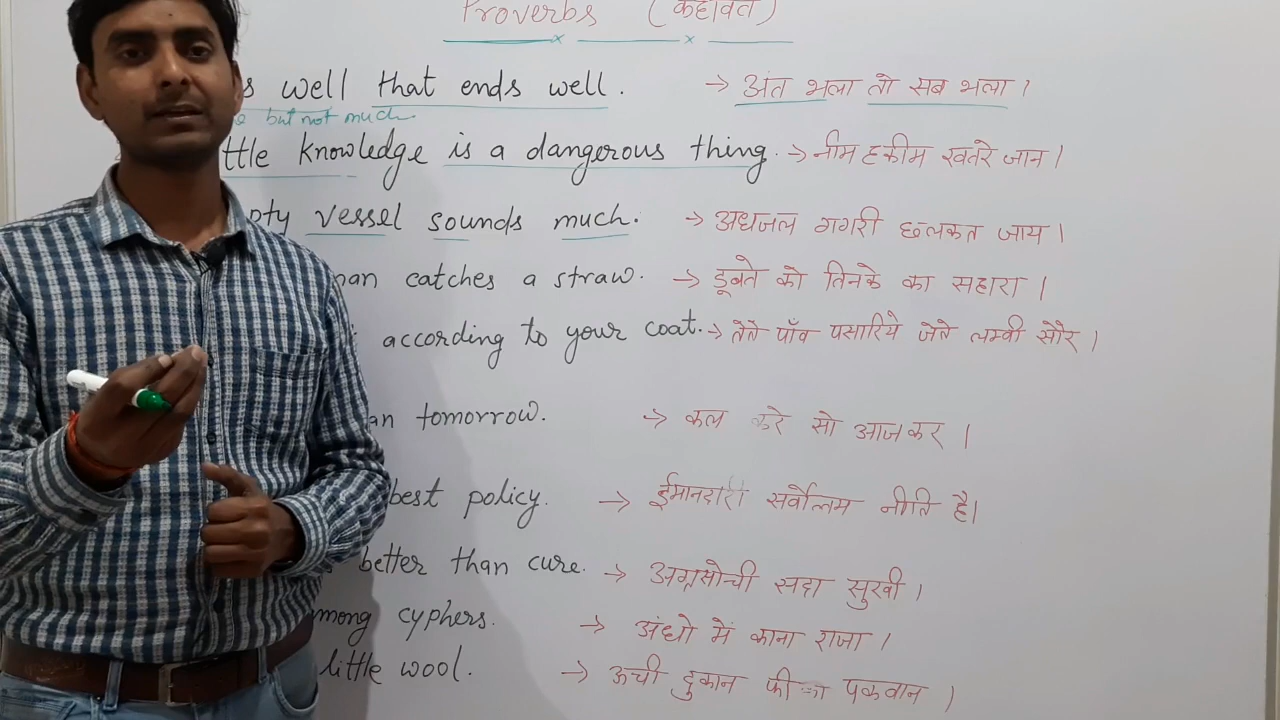 Proverbs (कहावत)
s well that ends well. → अंत भला तो सब भला।
but not much
ttle knowledge is a dangerous thing. → नीम हकीम खतरे जान।
pty vessel sounds much. → अधजल गगरी छलकत जाय।
man catches a straw. → डूबते को तिनके का सहारा।
according to your coat. → तेते पाँव पसारिये जेते लम्बी सौर।
an tomorrow. → कल करे सो आज कर।
best policy. → ईमानदारी सर्वोत्तम नीति है।
better than cure. → अग्रसोची सदा सुखी।
mong cyphers. → अंधो में काना राजा।
little wool. → ऊची दुकान फीका पकवान।